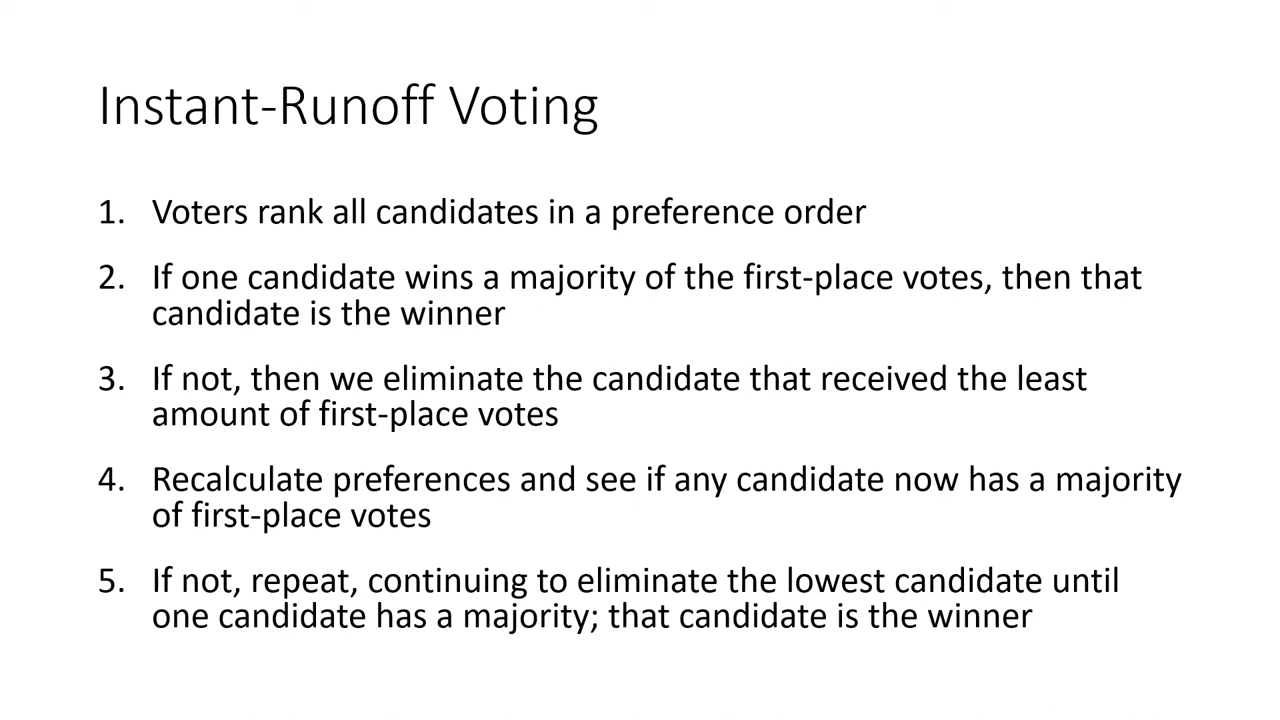 Instant-Runoff Voting
1. Voters rank all candidates in a preference order
2. If one candidate wins a majority of the first-place votes, then that
candidate is the winner
3. If not, then we eliminate the candidate that received the least
amount of first-place votes
4. Recalculate preferences and see if any candidate now has a majority
of first-place votes
5. If not, repeat, continuing to eliminate the lowest candidate until
one candidate has a majority; that candidate is the winner